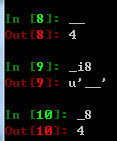 In [8]: __
Out[8]: 4
In [9]: _i8
Out[9]: u'__'
In [10]: _8
Out[10]: 4